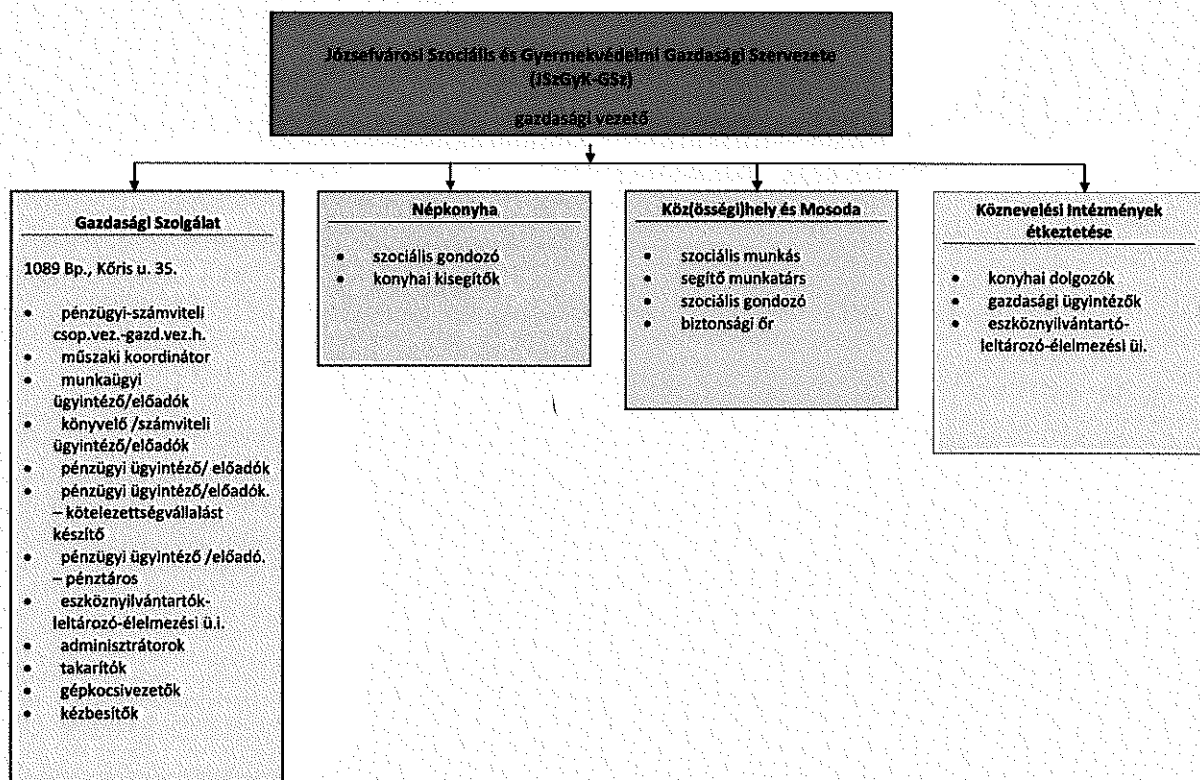 Józsefvárosi Szociális és Gyermekvédelmi Gazdasági Szervezete
(JSzGyK-GSz)
gazdasági vezető
Gazdasági Szolgálat
1089 Bp., Kőris u. 35.
• pénzügyi-számviteli
csop.vez.-gazd.vez.h.
• műszaki koordinátor
• munkaügyi
ügyintéző/előadók
• könyvelő /számviteli
ügyintéző/előadók
• pénzügyi ügyintéző/ előadók
• pénzügyi ügyintéző/előadók.
– kötelezettségvállalást
készítő
• pénzügyi ügyintéző /előadó.
– pénztáros
• eszköznyilvántartók-
leltározó-élelmezési ü.i.
• adminisztrátorok
• takarítók
• gépkocsivezetők
• kézbesítők
Népkonyha
• szociális gondozó
• konyhai kisegítők
Köz(össégi)hely és Mosoda
• szociális munkás
• segítő munkatárs
• szociális gondozó
• biztonsági őr
Köznevelési Intézmények
étkeztetése
• konyhai dolgozók
• gazdasági ügyintézők
• eszköznyilvántartó-
leltározó-élelmezési üi.